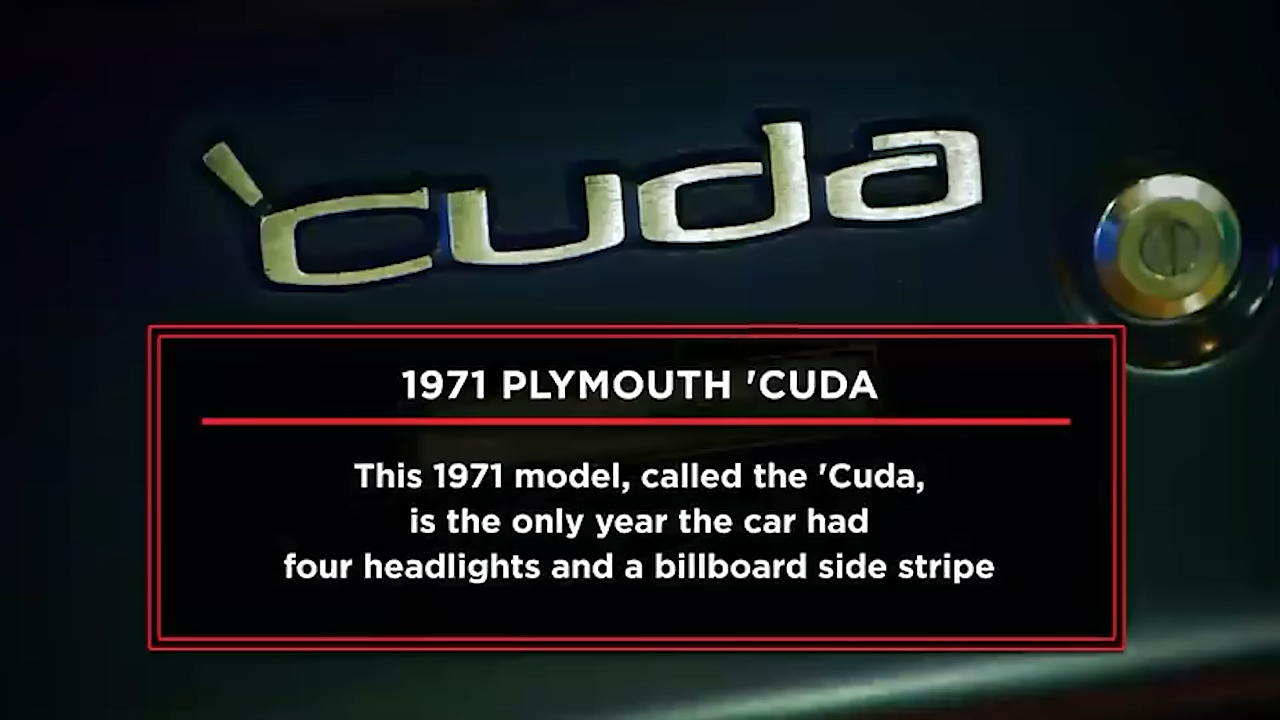 'cuda
1971 PLYMOUTH 'CUDA
This 1971 model, called the 'Cuda,
is the only year the car had
four headlights and a billboard side stripe